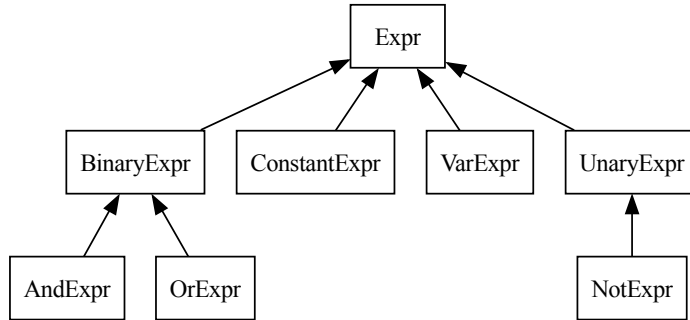 Expr
BinaryExpr
ConstantExpr
VarExpr
UnaryExpr
AndExpr
OrExpr
NotExpr